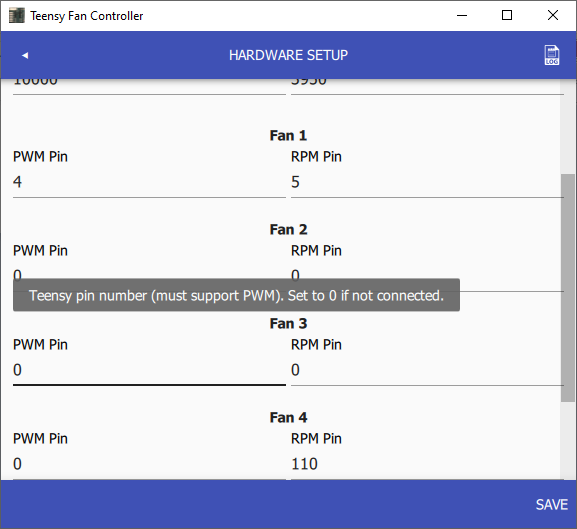 Teensy Fan Controller
HARDWARE SETUP
LOG
10000 3950
Fan 1
PWM Pin RPM Pin
4 5
Fan 2
PWM Pin RPM Pin
0 0
Teensy pin number (must support PWM). Set to 0 if not connected.
Fan 3
PWM Pin RPM Pin
0 0
Fan 4
PWM Pin RPM Pin
0 110
SAVE